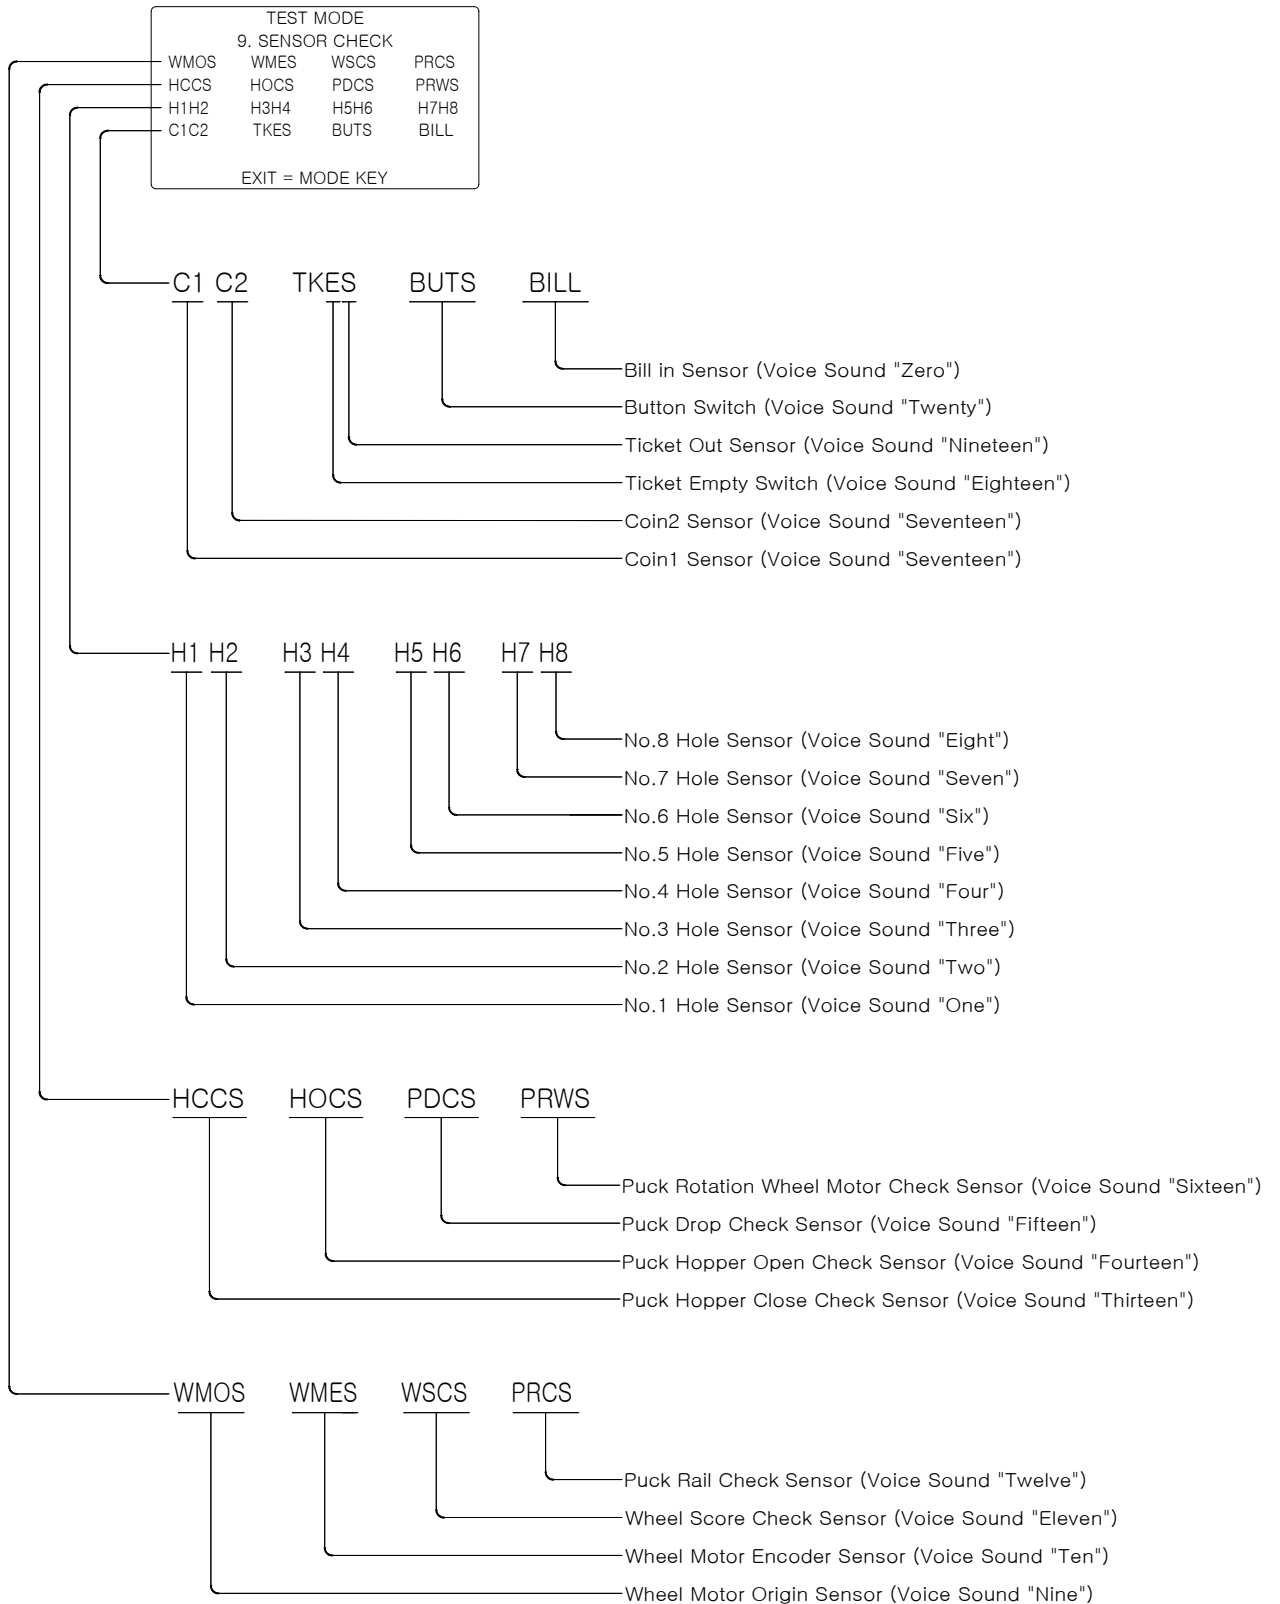 TEST MODE
9. SENSOR CHECK
WMOS WMES WSCS PRCS
HCCS HOCS PDCS PRWS
H1H2 H3H4 H5H6 H7H8
C1C2 TKES BUTS BILL
EXIT = MODE KEY
C1 C2 TKES BUTS BILL
Bill in Sensor (Voice Sound "Zero")
Button Switch (Voice Sound "Twenty")
Ticket Out Sensor (Voice Sound "Nineteen")
Ticket Empty Switch (Voice Sound "Eighteen")
Coin2 Sensor (Voice Sound "Seventeen")
Coin1 Sensor (Voice Sound "Seventeen")
H1 H2 H3 H4 H5 H6 H7 H8
No.8 Hole Sensor (Voice Sound "Eight")
No.7 Hole Sensor (Voice Sound "Seven")
No.6 Hole Sensor (Voice Sound "Six")
No.5 Hole Sensor (Voice Sound "Five")
No.4 Hole Sensor (Voice Sound "Four")
No.3 Hole Sensor (Voice Sound "Three")
No.2 Hole Sensor (Voice Sound "Two")
No.1 Hole Sensor (Voice Sound "One")
HCCS HOCS PDCS PRWS
Puck Rotation Wheel Motor Check Sensor (Voice Sound "Sixteen")
Puck Drop Check Sensor (Voice Sound "Fifteen")
Puck Hopper Open Check Sensor (Voice Sound "Fourteen")
Puck Hopper Close Check Sensor (Voice Sound "Thirteen")
WMOS WMES WSCS PRCS
Puck Rail Check Sensor (Voice Sound "Twelve")
Wheel Score Check Sensor (Voice Sound "Eleven")
Wheel Motor Encoder Sensor (Voice Sound "Ten")
Wheel Motor Origin Sensor (Voice Sound "Nine")